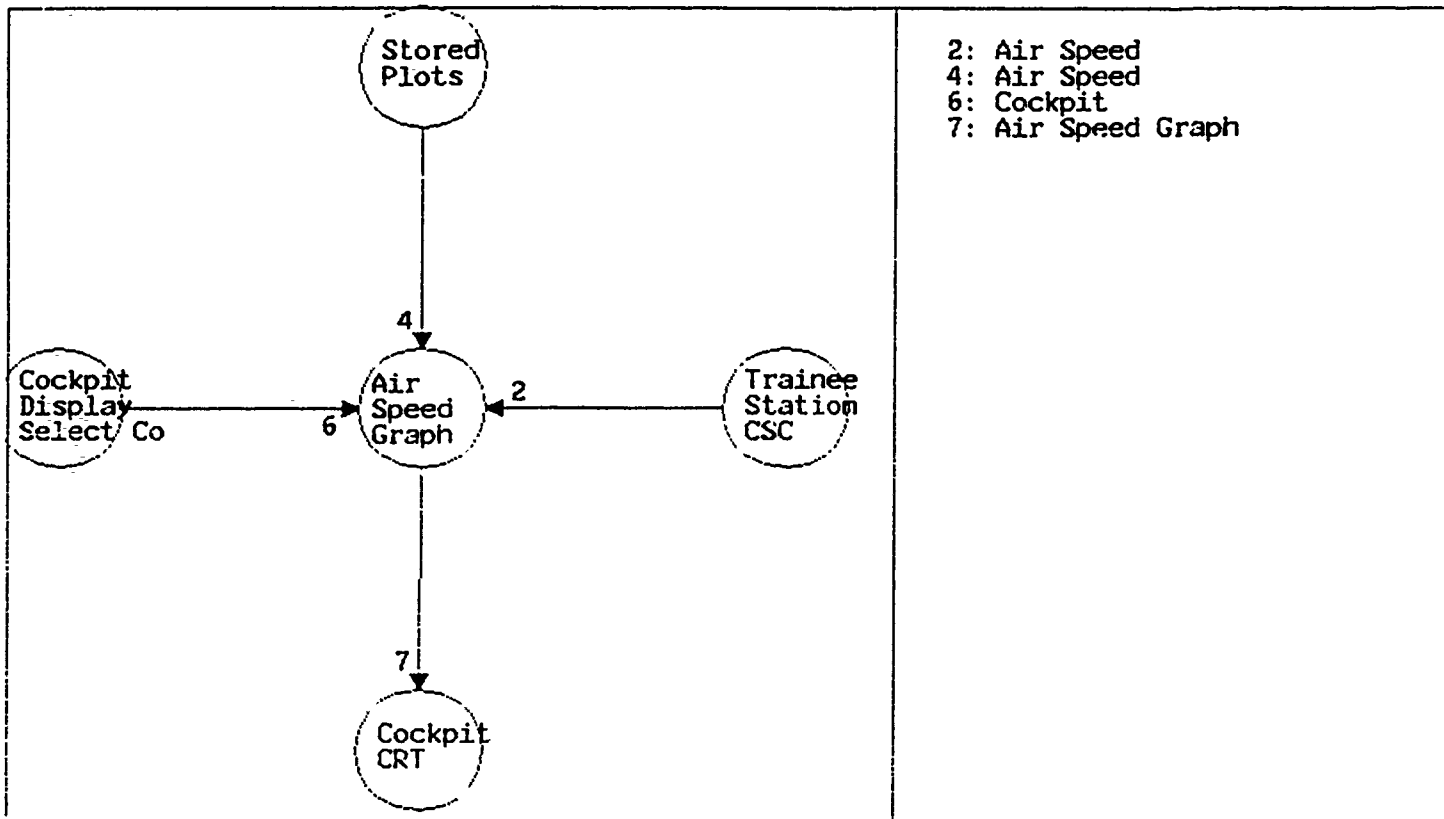 Stored
Plots
4
Cockpit
Display
Select Co
6
Air
Speed
Graph
2
Trainee
Station
CSC
7
Cockpit
CRT
2: Air Speed
4: Air Speed
6: Cockpit
7: Air Speed Graph